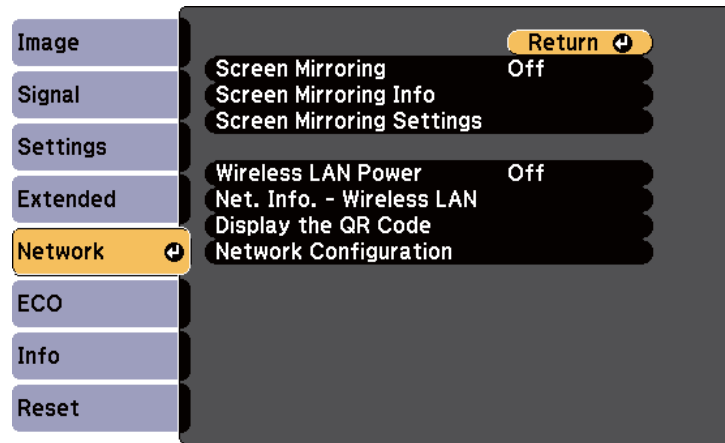 Image
Signal
Settings
Extended
Network
ECO
Info
Reset
Return
Screen Mirroring Off
Screen Mirroring Info
Screen Mirroring Settings
Wireless LAN Power Off
Net. Info. - Wireless LAN
Display the QR Code
Network Configuration